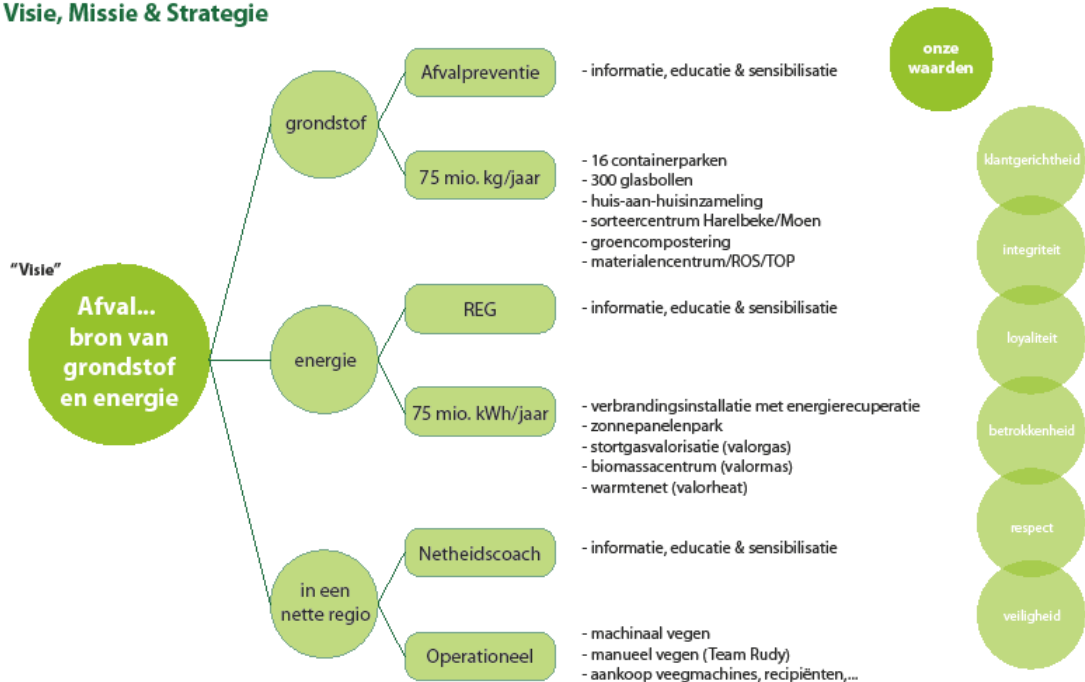 Visie, Missie & Strategie
"Visie"
Afval...
bron van
grondstof
en energie
grondstof
Afvalpreventie
- informatie, educatie & sensibilisatie
75 mio. kg/jaar
- 16 containerparken
- 300 glasbollen
- huis-aan-huisinzameling
- sorteercentrum Harelbeke/Moen
- groencompostering
- materialencentrum/ROS/TOP
energie
REG
- informatie, educatie & sensibilisatie
75 mio. kWh/jaar
- verbrandingsinstallatie met energierecuperatie
- zonnepanelenpark
- stortgasvalorisatie (valorgas)
- biomassacentrum (valormas)
- warmtenet (valorheat)
in een
nette regio
Netheidscoach
- informatie, educatie & sensibilisatie
Operationeel
- machinaal vegen
- manueel vegen (Team Rudy)
- aankoop veegmachines, recipiënten,...
onze
waarden
klantgerichtheid
integriteit
loyaliteit
betrokkenheid
respect
veiligheid